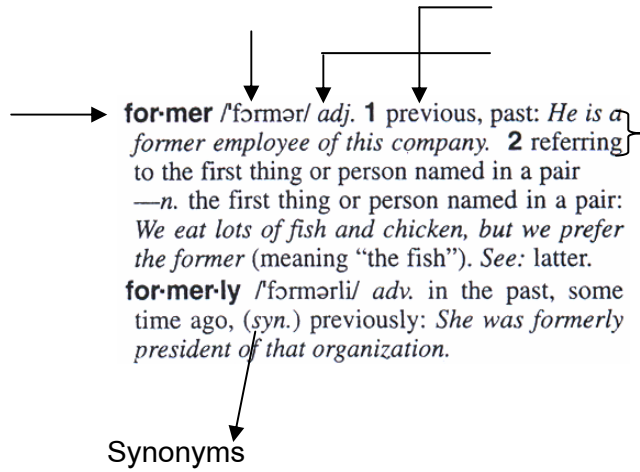 for·mer /ˈfɔrmər/ adj. 1 previous, past: He is a
former employee of this company. 2 referring
to the first thing or person named in a pair
—n. the first thing or person named in a pair:
We eat lots of fish and chicken, but we prefer
the former (meaning “the fish”). See: latter.
for·mer·ly /ˈfɔrmərli/ adv. in the past, some
time ago, (syn.) previously: She was formerly
president of that organization.
Synonyms